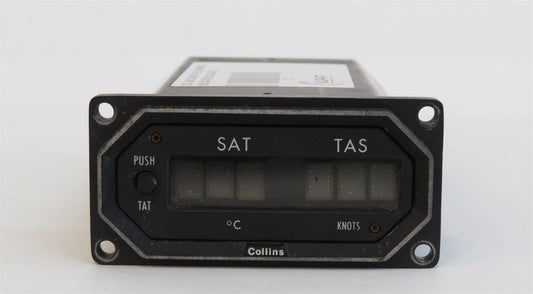 SAT TAS
PUSH
TAT
°C KNOTS
Collins